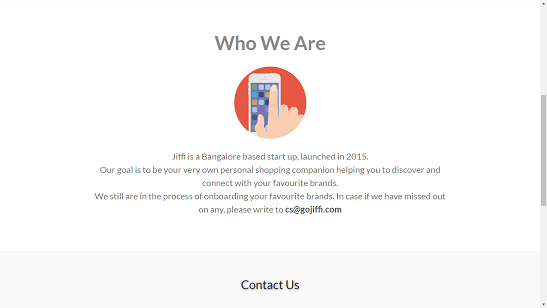 Who We Are
Jiffi is a Bangalore based start up, launched in 2015.
Our goal is to be your very own personal shopping companion helping you to discover and
connect with your favourite brands.
We still are in the process of onboarding your favourite brands. In case if we have missed out
on any, please write to cs@gojiffi.com
Contact Us